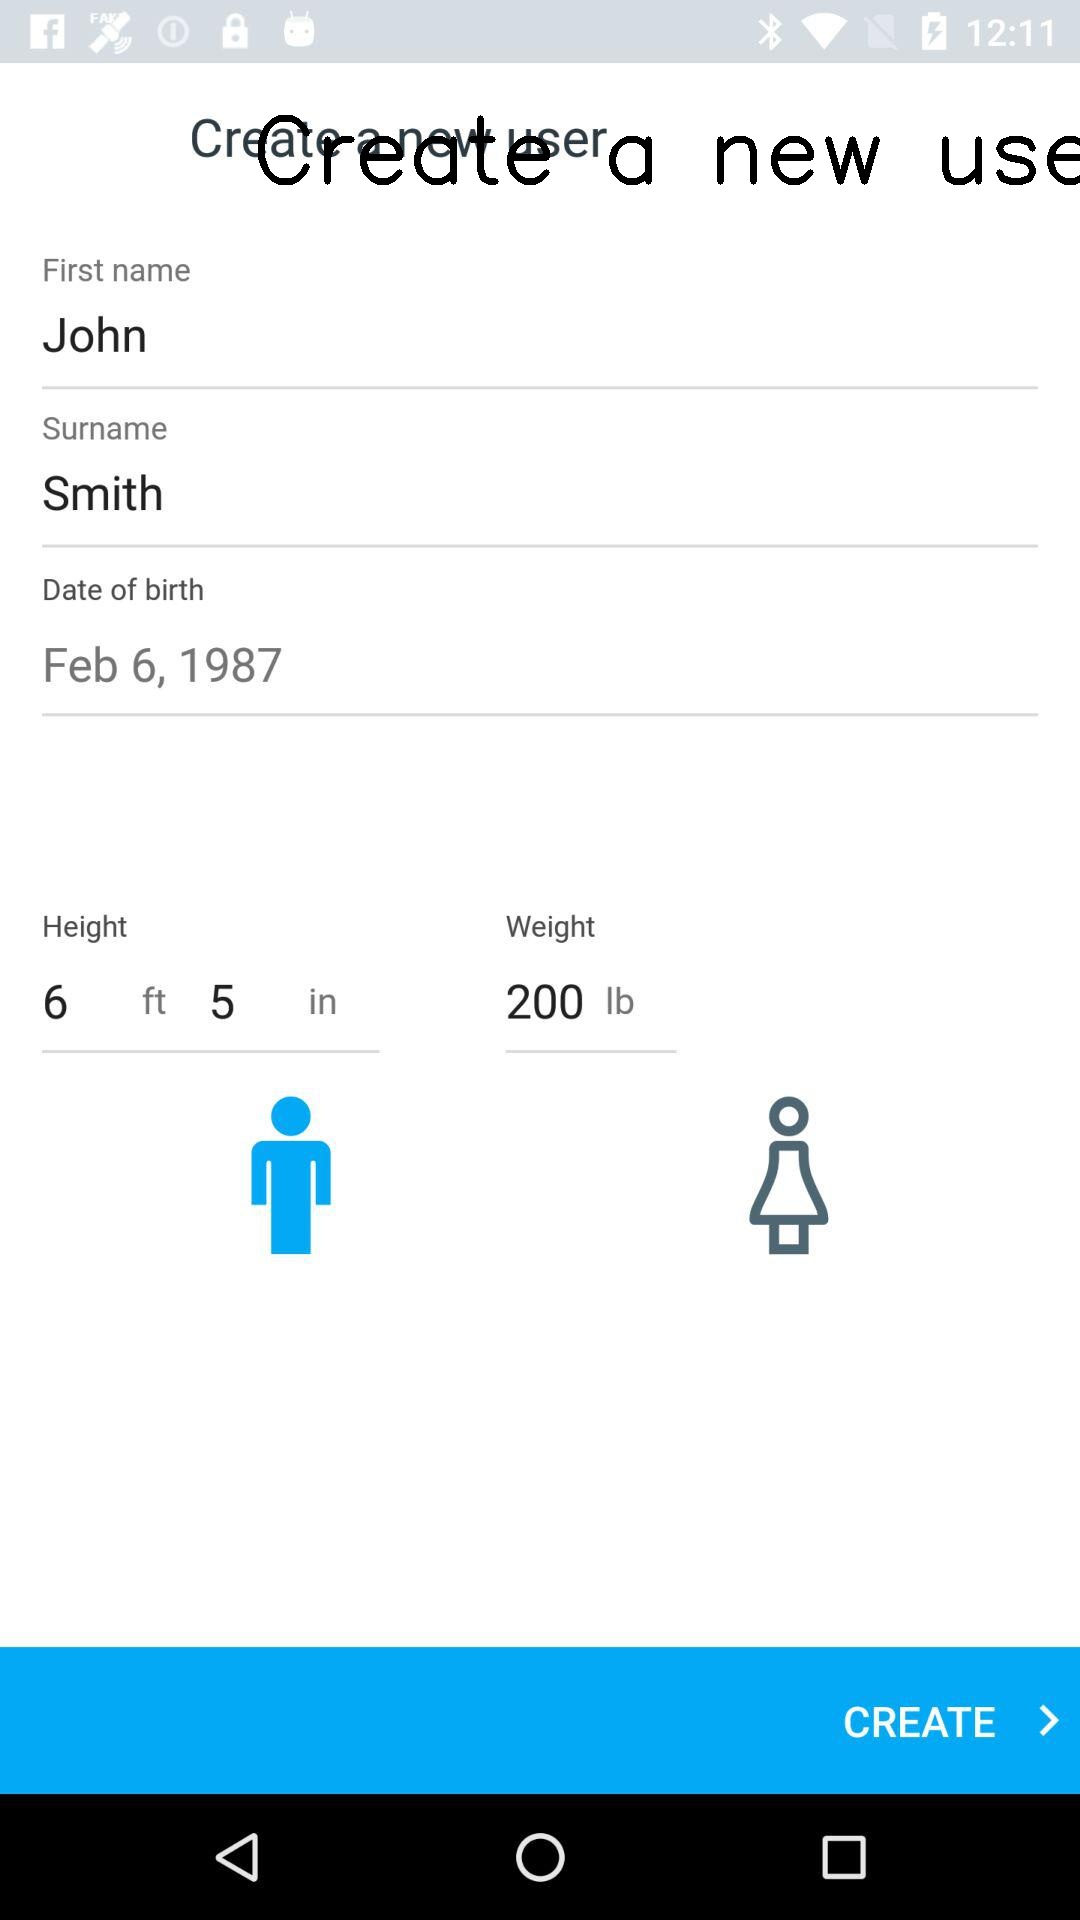 FAKE
12:11
Create a new user
Create a new use
First name
John
Surname
Smith
Date of birth
Feb 6, 1987
Height
Weight
6 ft 5 in
200 lb
CREATE